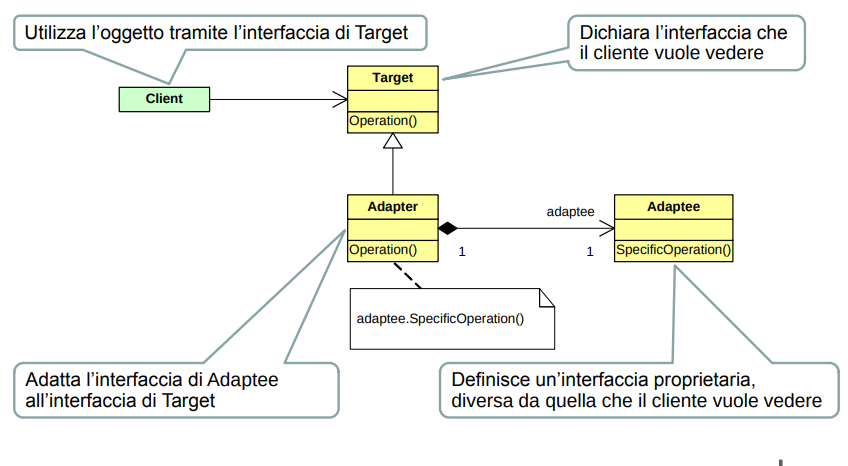 Utilizza l'oggetto tramite l'interfaccia di Target
Dichiara l'interfaccia che
il cliente vuole vedere
Target
Client
Operation()
Adapter
adaptee
Adaptee
Operation()
1
1
SpecificOperation()
adaptee.SpecificOperation()
Adatta l'interfaccia di Adaptee
all'interfaccia di Target
Definisce un'interfaccia proprietaria,
diversa da quella che il cliente vuole vedere